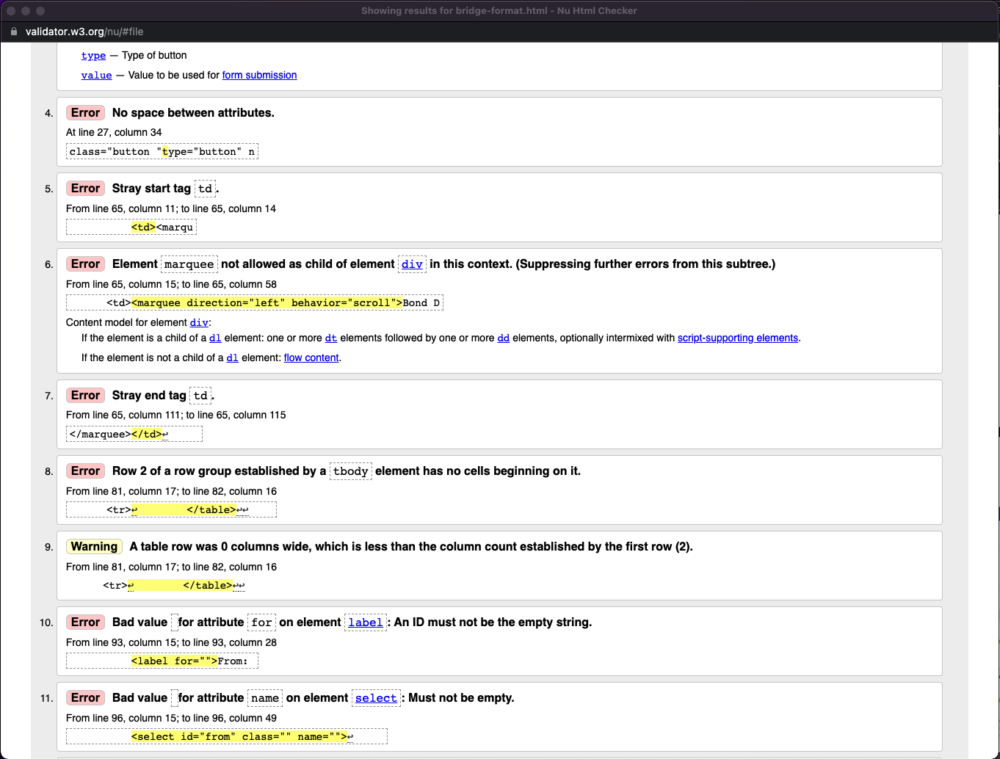 Showing results for bridge-format.html - Nu Html Checker
validator.w3.org/nu/#file
type — Type of button
value — Value to be used for form submission
4. Error No space between attributes.
At line 27, column 34
class="button "type="button" n
5. Error Stray start tag td.
From line 65, column 11; to line 65, column 14
<td><marqu
6. Error Element marquee not allowed as child of element div in this context. (Suppressing further errors from this subtree.)
From line 65, column 15; to line 65, column 58
<td><marquee direction="left" behavior="scroll">Bond D
Content model for element div:
If the element is a child of a dl element: one or more dt elements followed by one or more dd elements, optionally intermixed with script-supporting elements.
If the element is not a child of a dl element: flow content.
7. Error Stray end tag td.
From line 65, column 111; to line 65, column 115
</marquee></td>↩
8. Error Row 2 of a row group established by a tbody element has no cells beginning on it.
From line 81, column 17; to line 82, column 16
<tr>↩ </table>↩↩
9. Warning A table row was 0 columns wide, which is less than the column count established by the first row (2).
From line 81, column 17; to line 82, column 16
<tr>↩ </table>↩↩
10. Error Bad value for attribute for on element label: An ID must not be the empty string.
From line 93, column 15; to line 93, column 28
<label for="">From:
11. Error Bad value for attribute name on element select: Must not be empty.
From line 96, column 15; to line 96, column 49
<select id="from" class="" name="">↩